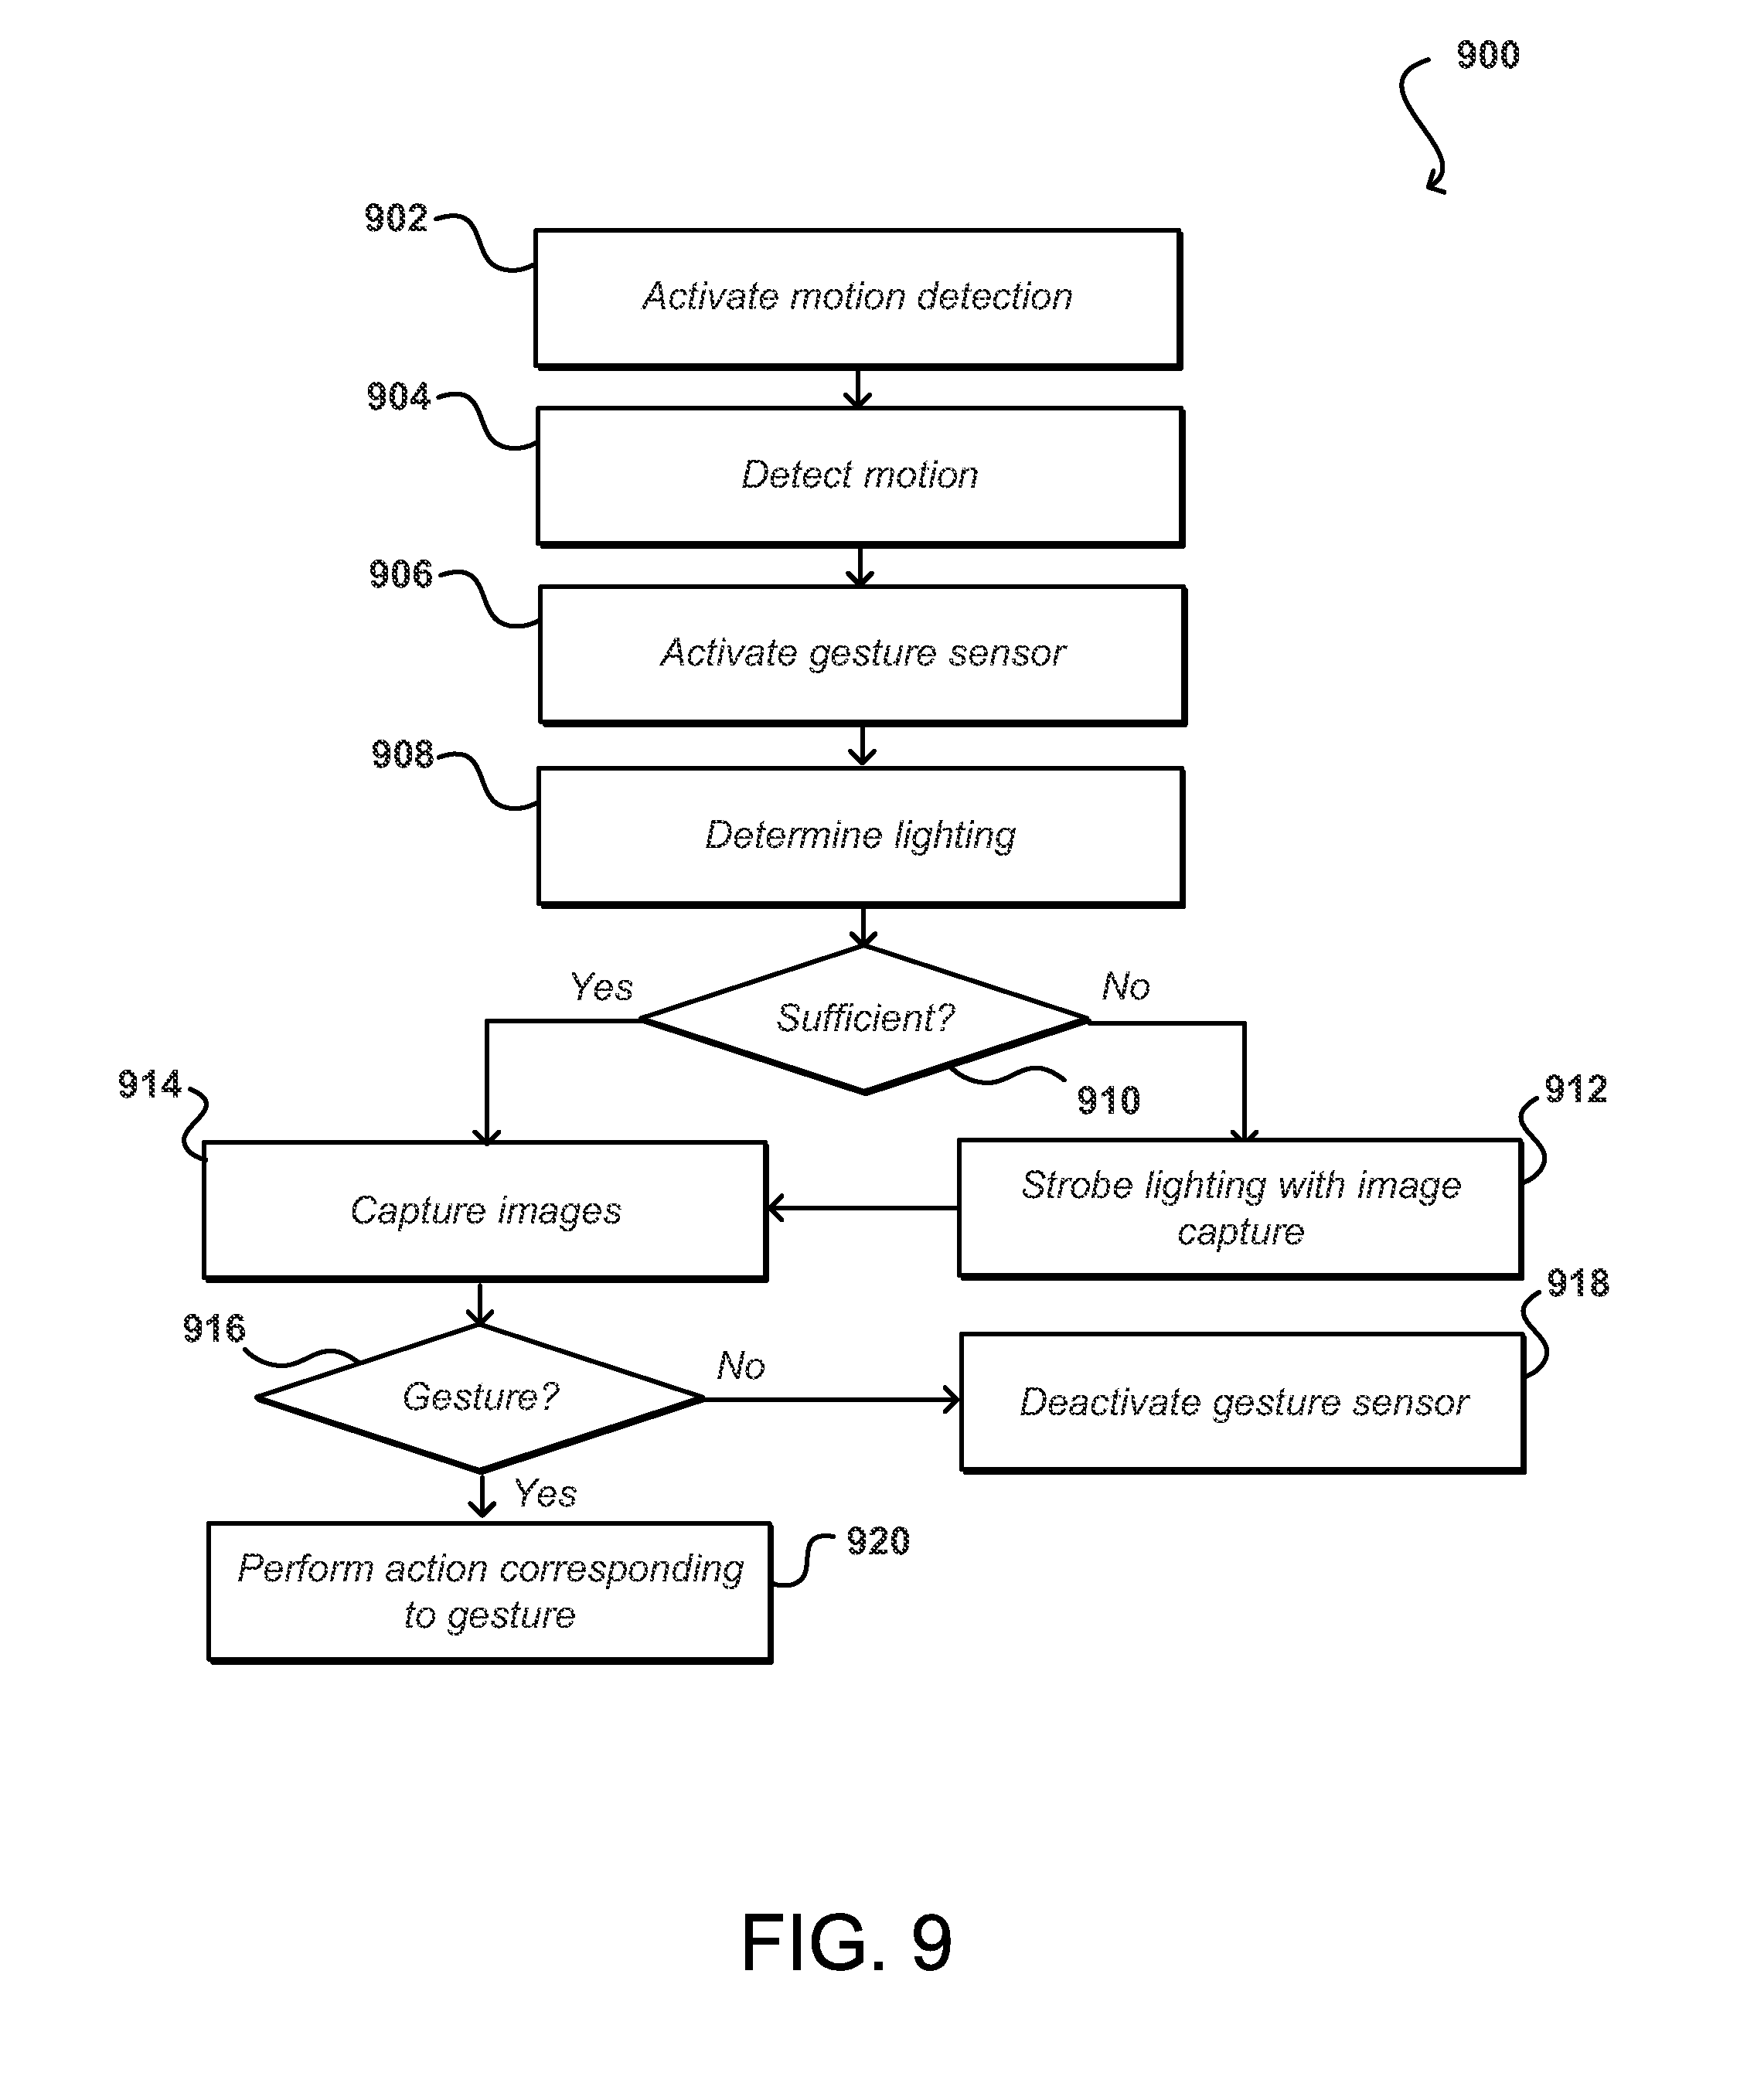 900
902
Activate motion detection
904
Detect motion
906
Activate gesture sensor
908
Determine lighting
Yes
Sufficient?
No
910
914
Capture images
912
Strobe lighting with image
capture
916
Gesture?
No
918
Deactivate gesture sensor
Yes
Perform action corresponding
to gesture
920
FIG. 9